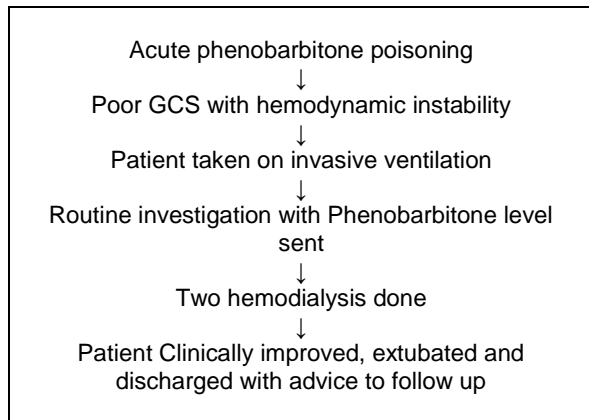 Acute phenobarbitone poisoning
↓
Poor GCS with hemodynamic instability
↓
Patient taken on invasive ventilation
↓
Routine investigation with Phenobarbitone level
sent
↓
Two hemodialysis done
↓
Patient Clinically improved, extubated and
discharged with advice to follow up